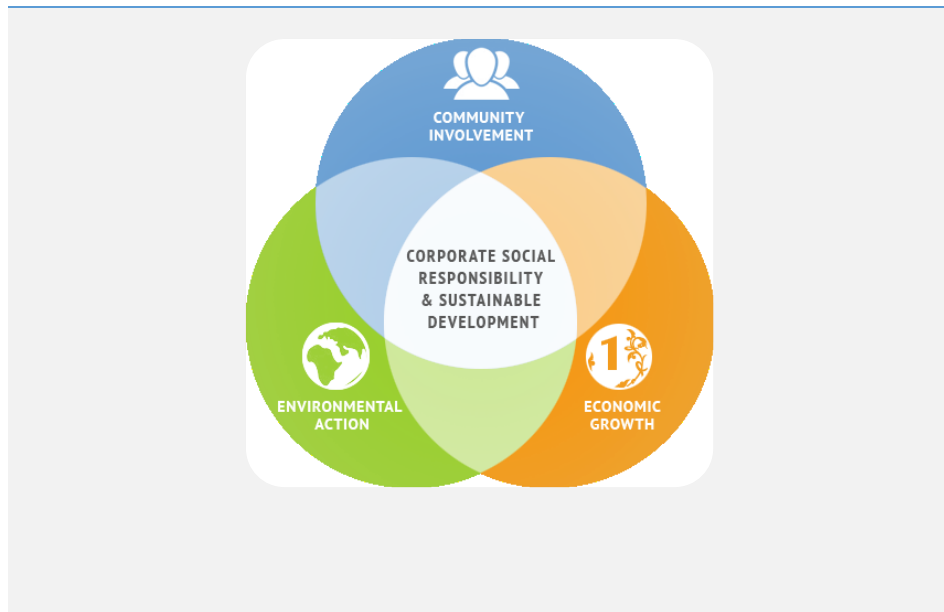 COMMUNITY
INVOLVEMENT
CORPORATE SOCIAL
RESPONSIBILITY
& SUSTAINABLE
DEVELOPMENT
ENVIRONMENTAL
ACTION
1
ECONOMIC
GROWTH